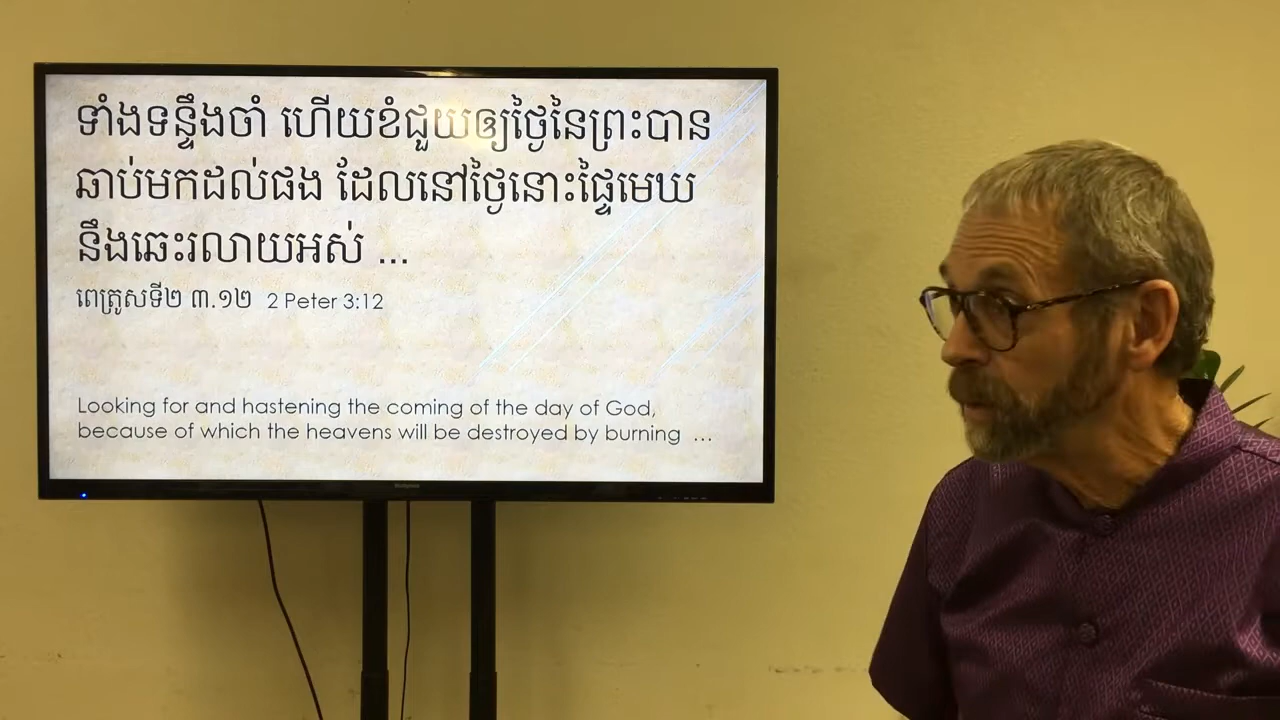 ទាំងទន្ទឹងចាំ ហើយខំជួយឲ្យថ្ងៃនៃព្រះបាន
ឆាប់មកដល់ផង ដែលនៅថ្ងៃនោះផ្ទៃមេឃ
នឹងឆេះរលាយអស់ ...
ពេត្រុសទី២ ៣.១២ 2 Peter 3:12
Looking for and hastening the coming of the day of God,
because of which the heavens will be destroyed by burning ...